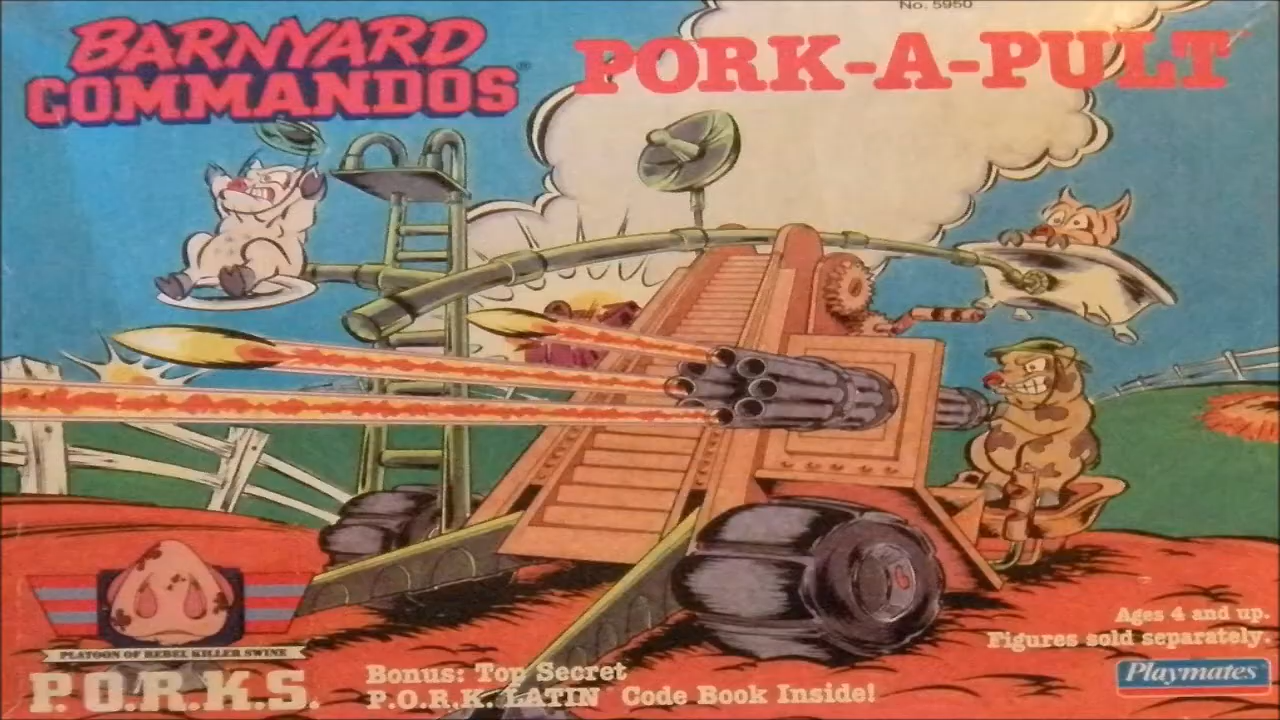 No. 5950
BARNYARD
COMMANDOS®
PORK-A-PULT™
PLATOON OF REBEL KILLER SWINE
P.O.R.K.S.
Bonus: Top Secret
P.O.R.K. LATIN Code Book Inside!
Ages 4 and up.
Figures sold separately.
Playmates